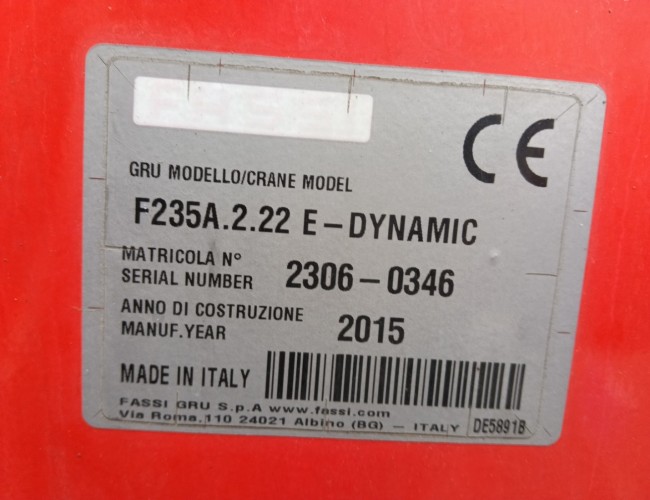 CE
GRU MODELLO/CRANE MODEL
F235A.2.22 E-DYNAMIC
MATRICOLA N°
SERIAL NUMBER 2306-0346
ANNO DI COSTRUZIONE
MANUF.YEAR 2015
MADE IN ITALY
FASSI GRU S.p.A www.fassi.com
Via Roma,110 24021 Albino (BG) - ITALY DE5891B